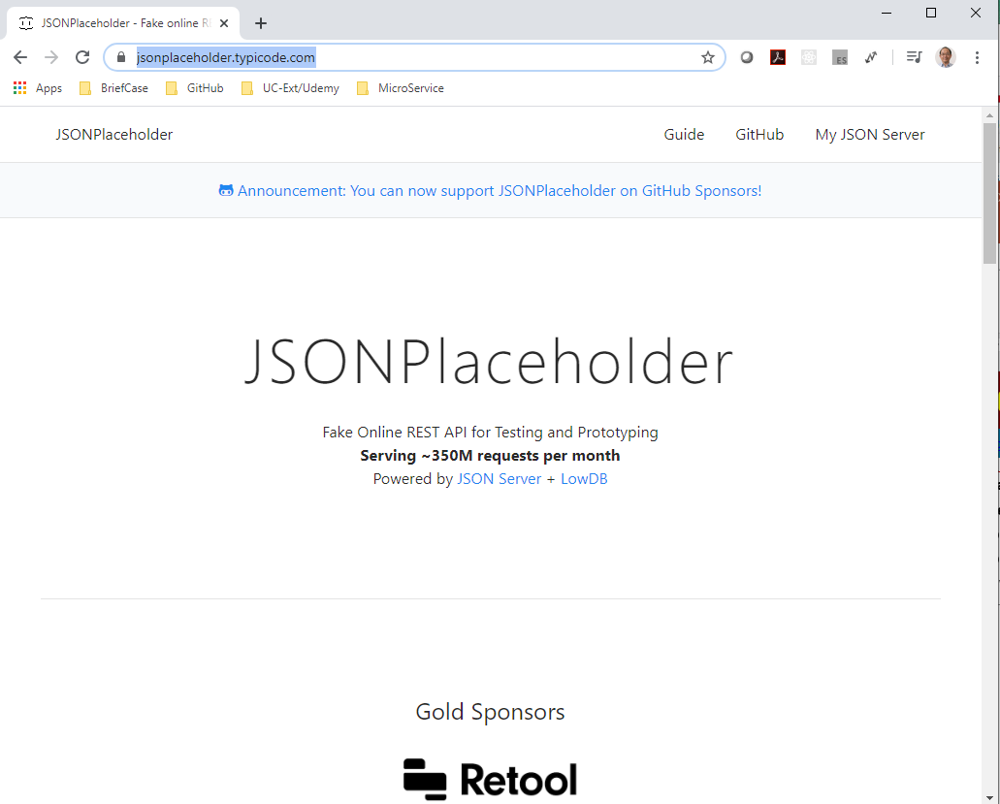 JSONPlaceholder - Fake online R
jsonplaceholder.typicode.com
ES
Apps BriefCase GitHub UC-Ext/Udemy MicroService
JSONPlaceholder Guide GitHub My JSON Server
Announcement: You can now support JSONPlaceholder on GitHub Sponsors!
JSONPlaceholder
Fake Online REST API for Testing and Prototyping
Serving ~350M requests per month
Powered by JSON Server + LowDB
Gold Sponsors
Retool